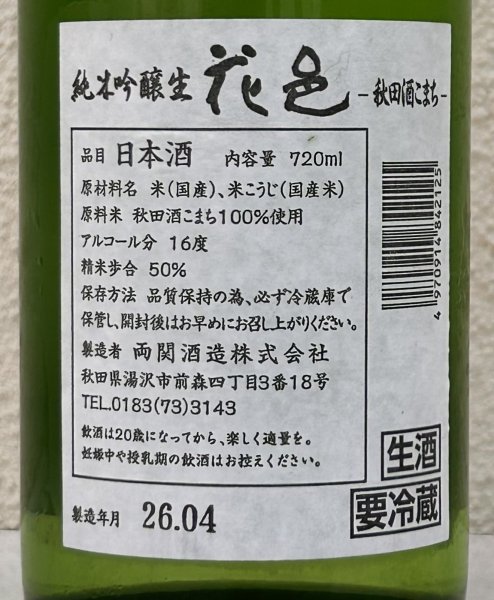 純米吟醸生 花邑 -秋田酒こまち-
品目 日本酒 内容量 720ml
原材料名 米(国産)、米こうじ(国産米)
原料米 秋田酒こまち100%使用
アルコール分 16度
精米歩合 50%
保存方法 品質保持の為、必ず冷蔵庫で
保管し、開封後はお早めにお召し上がりください。
製造者 両関酒造株式会社
秋田県湯沢市前森四丁目3番18号
TEL.0183(73)3143
飲酒は20歳になってから、楽しく適量を。
妊娠中や授乳期の飲酒はお控えください。
製造年月 26.04
4970914842125
生酒
要冷蔵